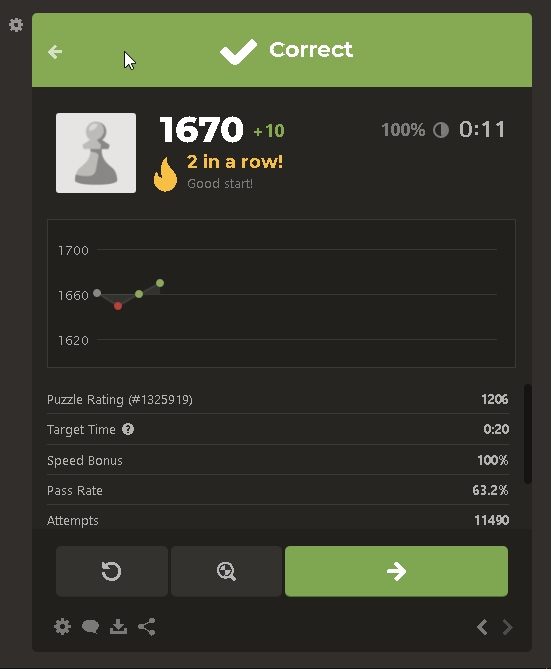 Correct
1670 +10
100% 0:11
2 in a row!
Good start!
1700
1660
1620
Puzzle Rating (#1325919) 1206
Target Time 0:20
Speed Bonus 100%
Pass Rate 63.2%
Attempts 11490